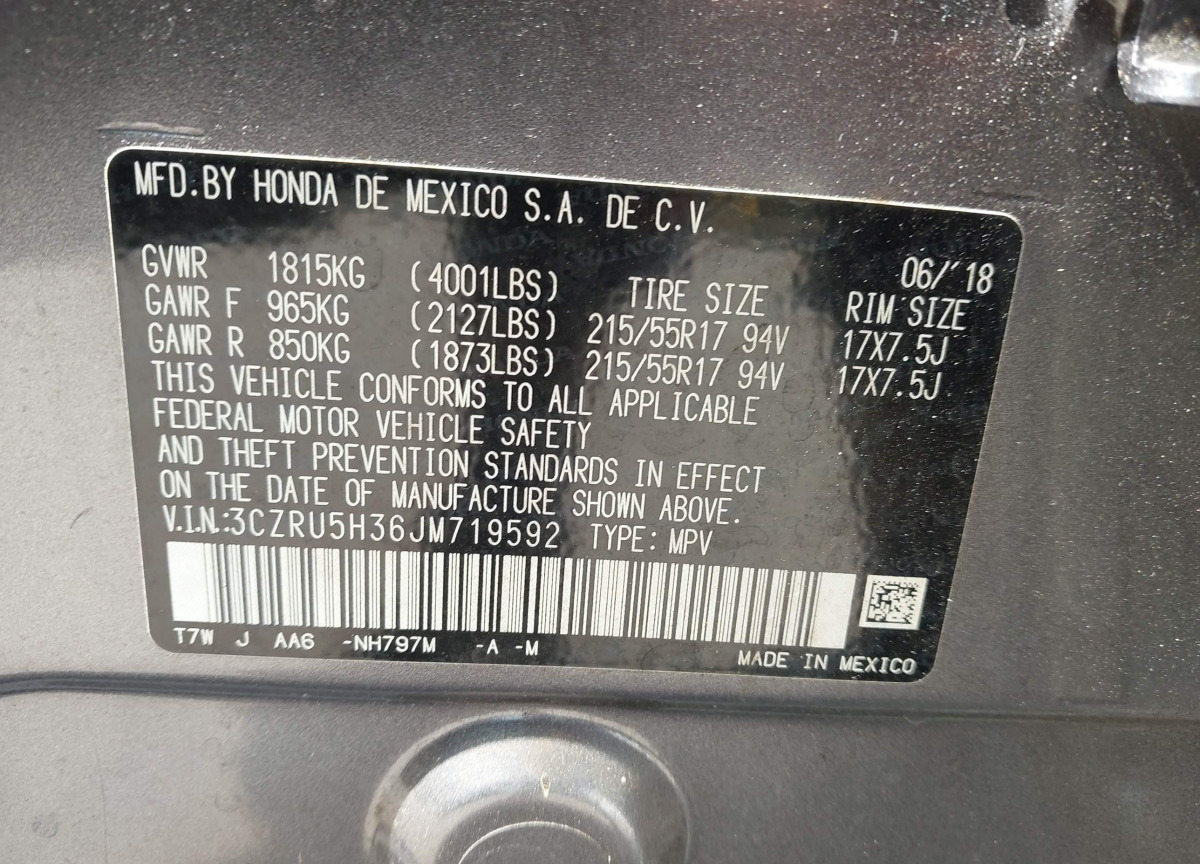 MFD.BY HONDA DE MEXICO S.A. DE C.V.
06/'18
GVWR 1815KG (4001LBS) TIRE SIZE RIM SIZE
GAWR F 965KG (2127LBS) 215/55R17 94V 17X7.5J
GAWR R 850KG (1873LBS) 215/55R17 94V 17X7.5J
THIS VEHICLE CONFORMS TO ALL APPLICABLE
FEDERAL MOTOR VEHICLE SAFETY
AND THEFT PREVENTION STANDARDS IN EFFECT
ON THE DATE OF MANUFACTURE SHOWN ABOVE.
V.I.N.:3CZRU5H36JM719592 TYPE: MPV
T7W J AA6 -NH797M -A -M
MADE IN MEXICO